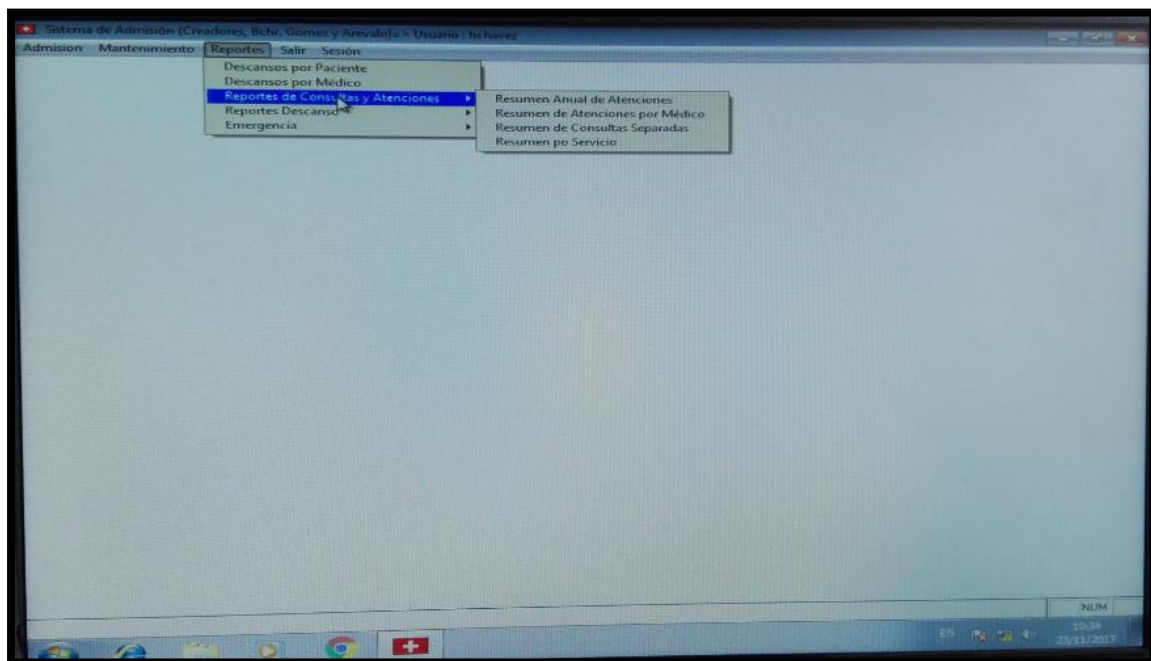 Sistema de Admisión (Creadores, Bchr. Gomez y Arevalo)=> Usuario : hchavez
Admision Mantenimiento Reportes Salir Sesión
Descansos por Paciente
Descansos por Médico
Reportes de Consultas y Atenciones
Reportes Descanso
Emergencia
Resumen Anual de Atenciones
Resumen de Atenciones por Médico
Resumen de Consultas Separadas
Resumen po Servicio
NUM
ES
10:34
23/11/2017